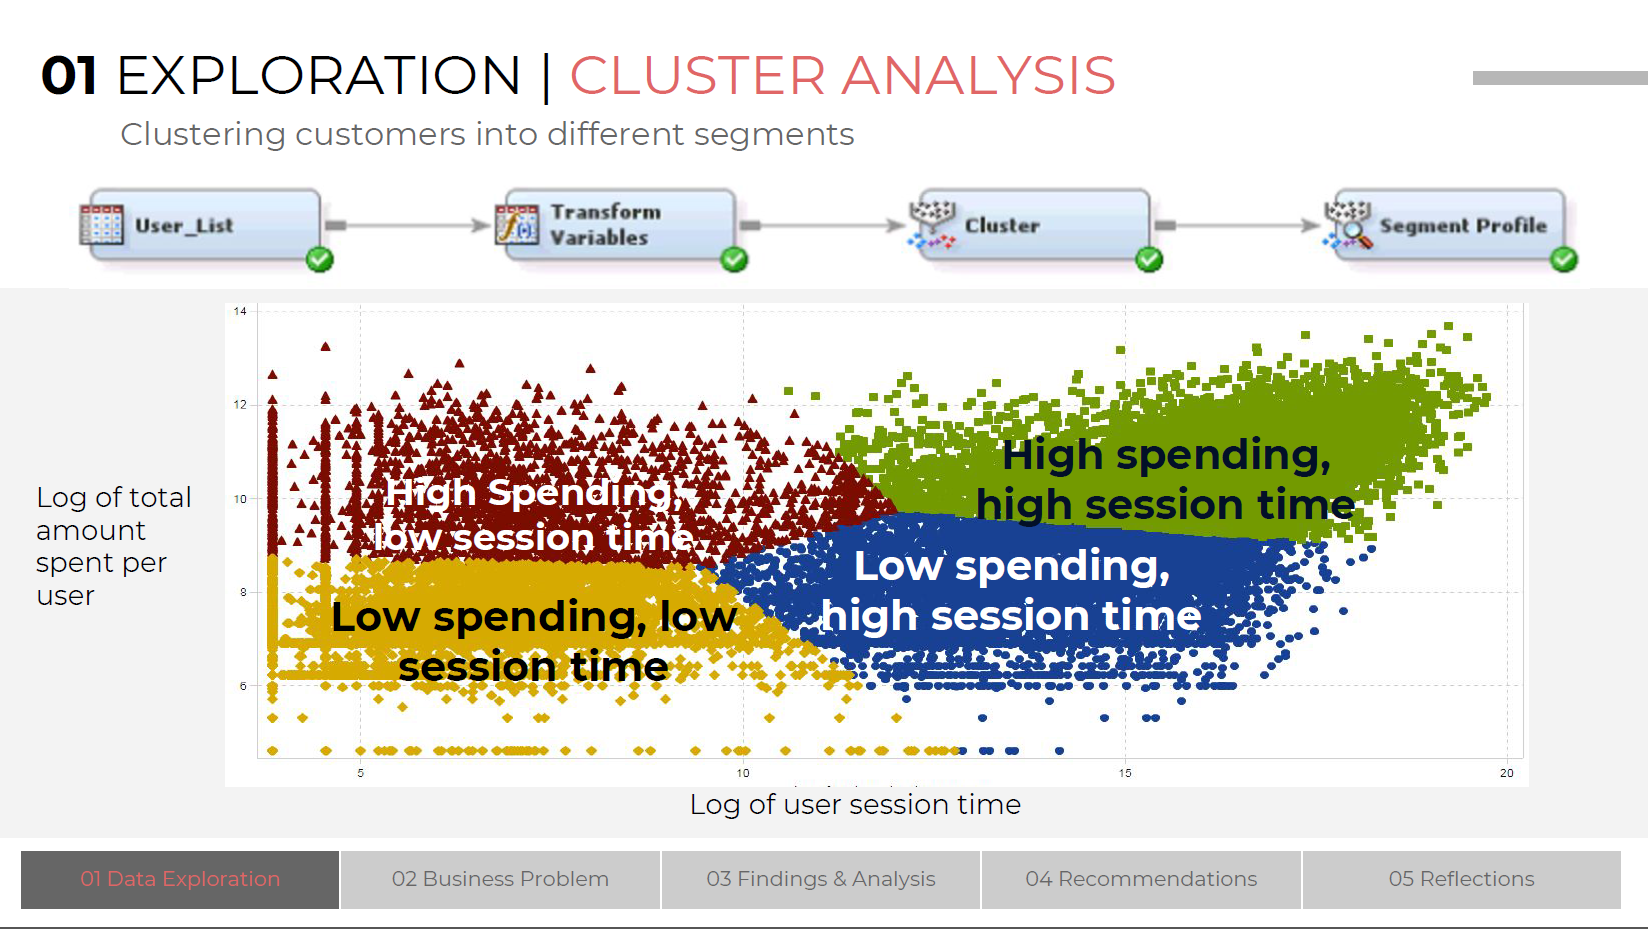 01 EXPLORATION | CLUSTER ANALYSIS
Clustering customers into different segments
User_List
Transform
Variables
Cluster
Segment Profile
Log of total
amount
spent per
user
14
12
10
8
6
High Spending,
low session time
High spending,
high session time
Low spending,
high session time
Low spending, low
session time
5
10
15
20
Log of user session time
01 Data Exploration
02 Business Problem
03 Findings & Analysis
04 Recommendations
05 Reflections